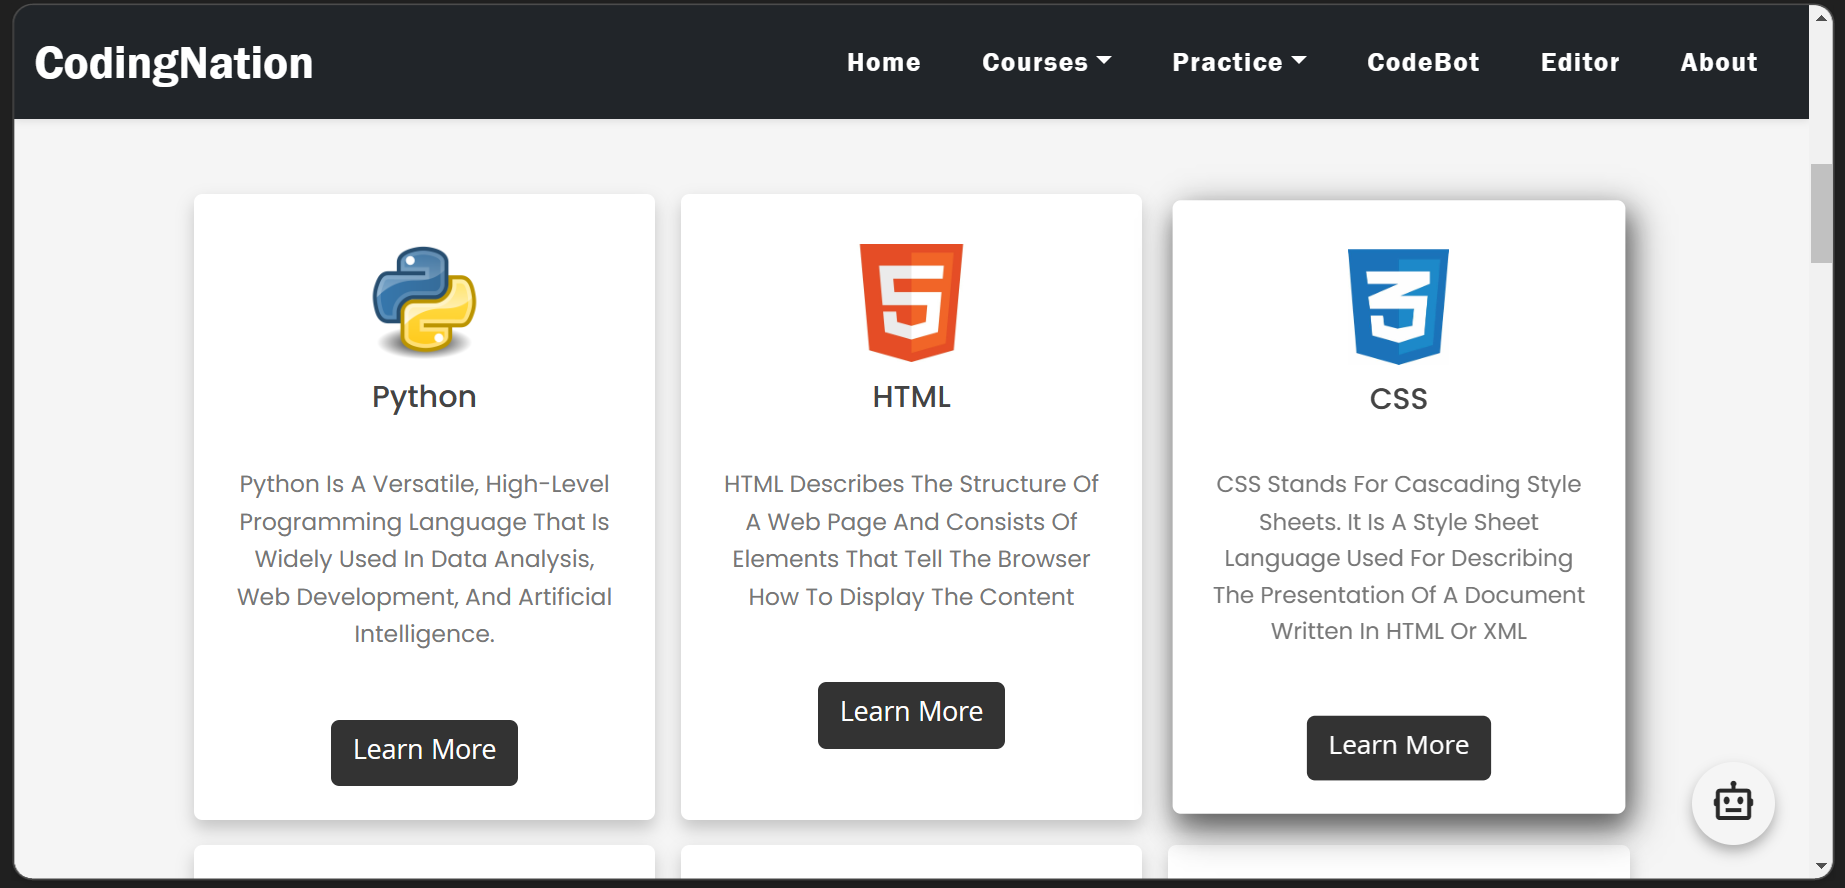 CodingNation
Home Courses Practice CodeBot Editor About
Python
Python Is A Versatile, High-Level
Programming Language That Is
Widely Used In Data Analysis,
Web Development, And Artificial
Intelligence.
Learn More
HTML
HTML Describes The Structure Of
A Web Page And Consists Of
Elements That Tell The Browser
How To Display The Content
Learn More
CSS
CSS Stands For Cascading Style
Sheets. It Is A Style Sheet
Language Used For Describing
The Presentation Of A Document
Written In HTML Or XML
Learn More